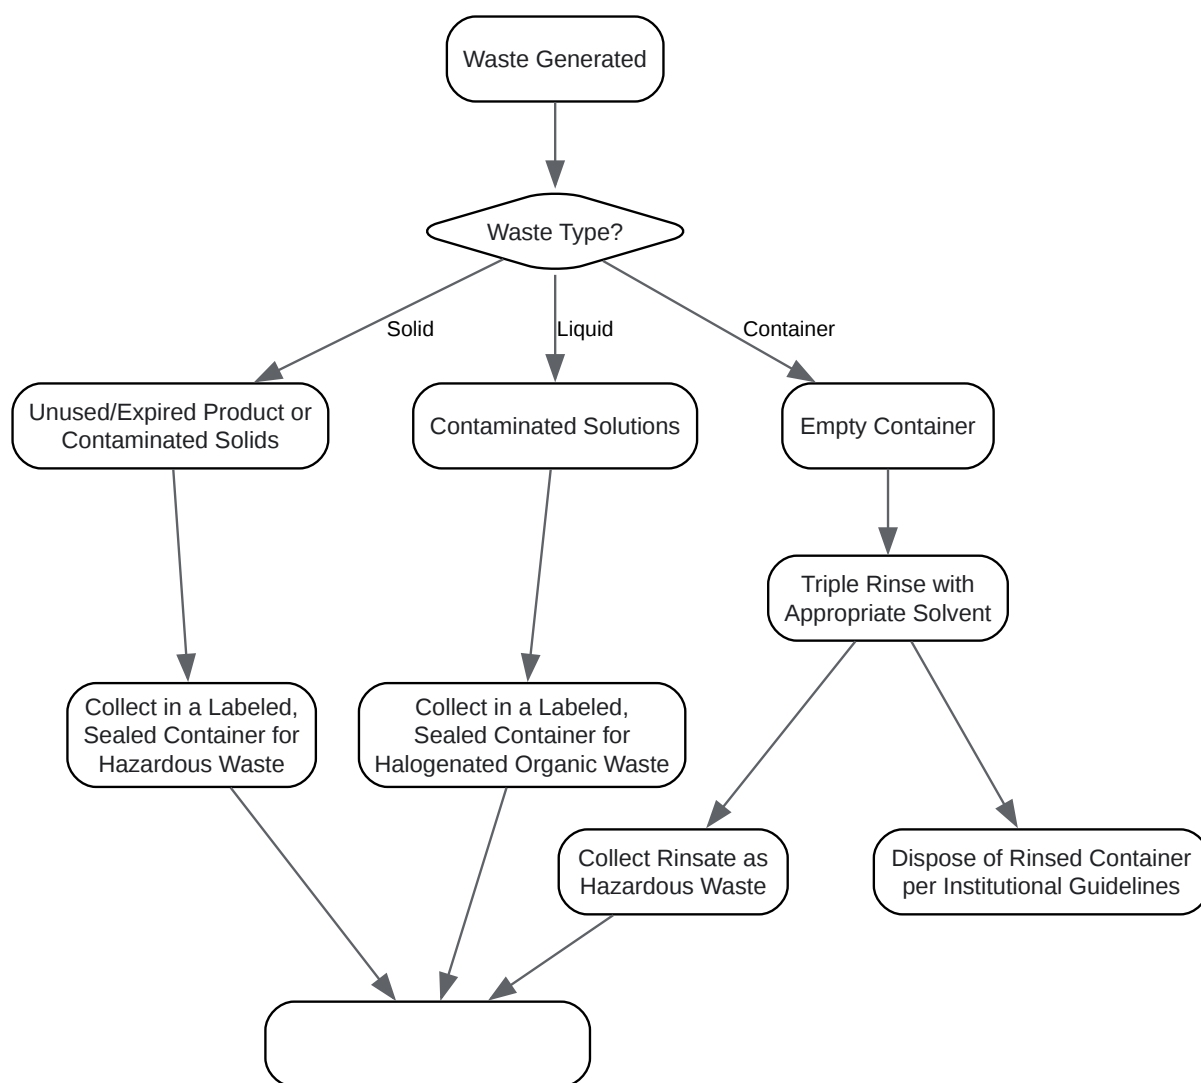 Waste Generated
Waste Type?
Solid
Liquid
Container
Unused/Expired Product or
Contaminated Solids
Contaminated Solutions
Empty Container
Triple Rinse with
Appropriate Solvent
Collect in a Labeled,
Sealed Container for
Hazardous Waste
Collect in a Labeled,
Sealed Container for
Halogenated Organic Waste
Collect Rinsate as
Hazardous Waste
Dispose of Rinsed Container
per Institutional Guidelines